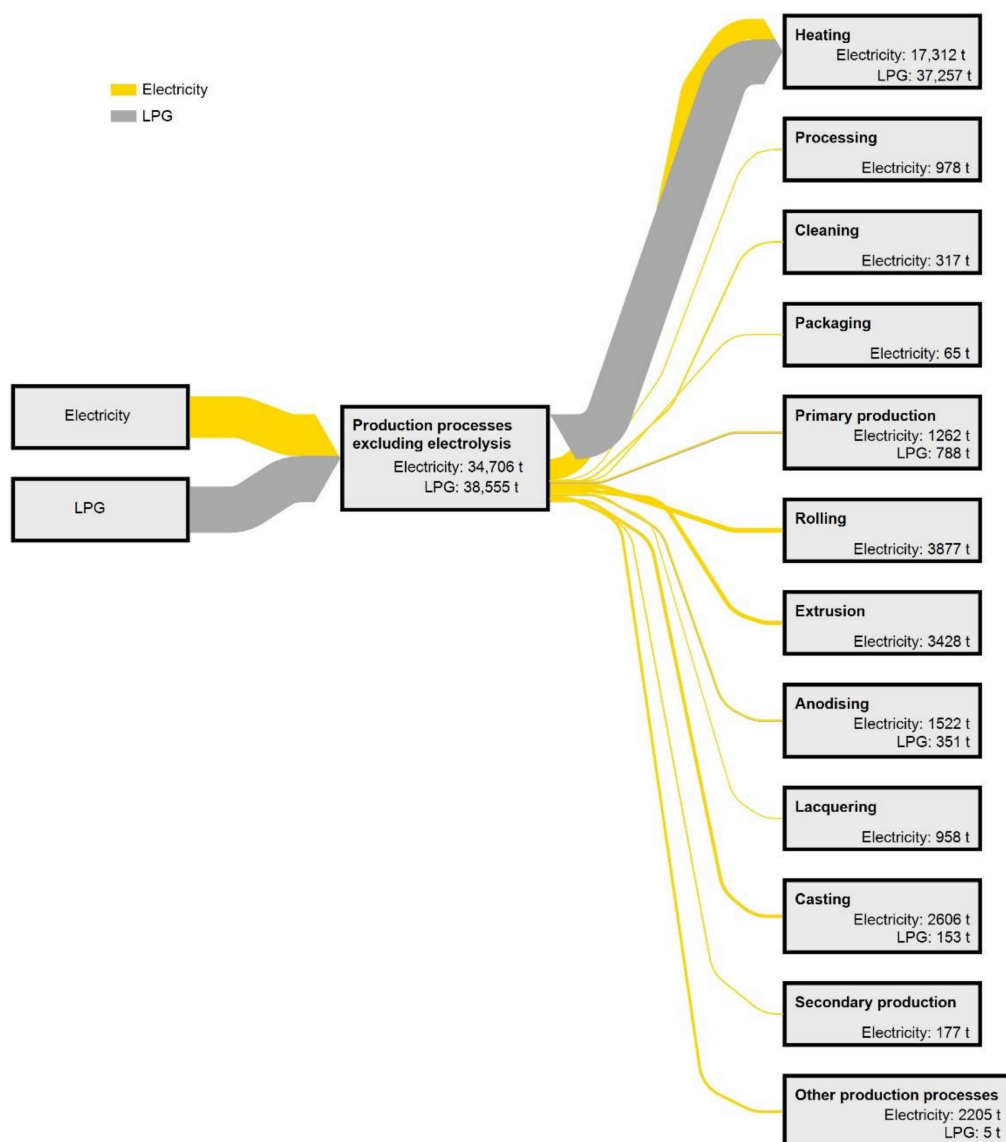 Electricity
LPG
Electricity
LPG
Production processes
excluding electrolysis
Electricity: 34,706 t
LPG: 38,555 t
Heating
Electricity: 17,312 t
LPG: 37,257 t
Processing
Electricity: 978 t
Cleaning
Electricity: 317 t
Packaging
Electricity: 65 t
Primary production
Electricity: 1262 t
LPG: 788 t
Rolling
Electricity: 3877 t
Extrusion
Electricity: 3428 t
Anodising
Electricity: 1522 t
LPG: 351 t
Lacquering
Electricity: 958 t
Casting
Electricity: 2606 t
LPG: 153 t
Secondary production
Electricity: 177 t
Other production processes
Electricity: 2205 t
LPG: 5 t